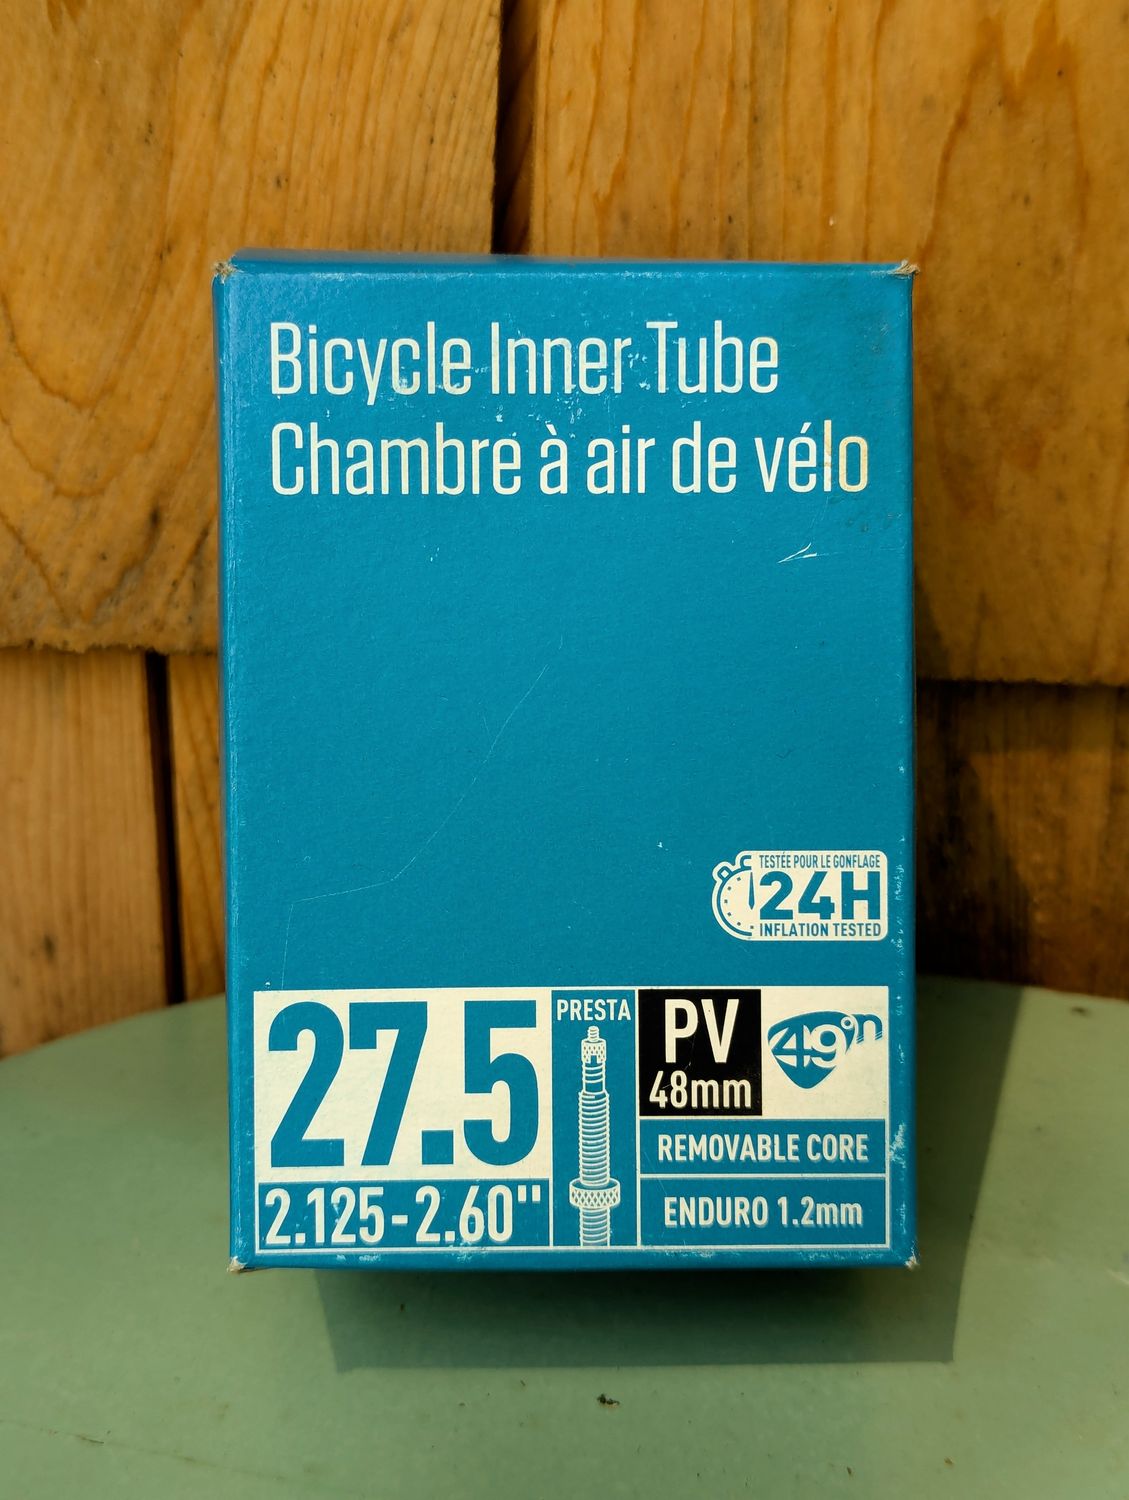 Bicycle Inner Tube
Chambre à air de vélo
TESTÉE POUR LE GONFLAGE
24H
INFLATION TESTED
27.5
2.125-2.60"
PRESTA
PV
48mm
49°n
REMOVABLE CORE
ENDURO 1.2mm